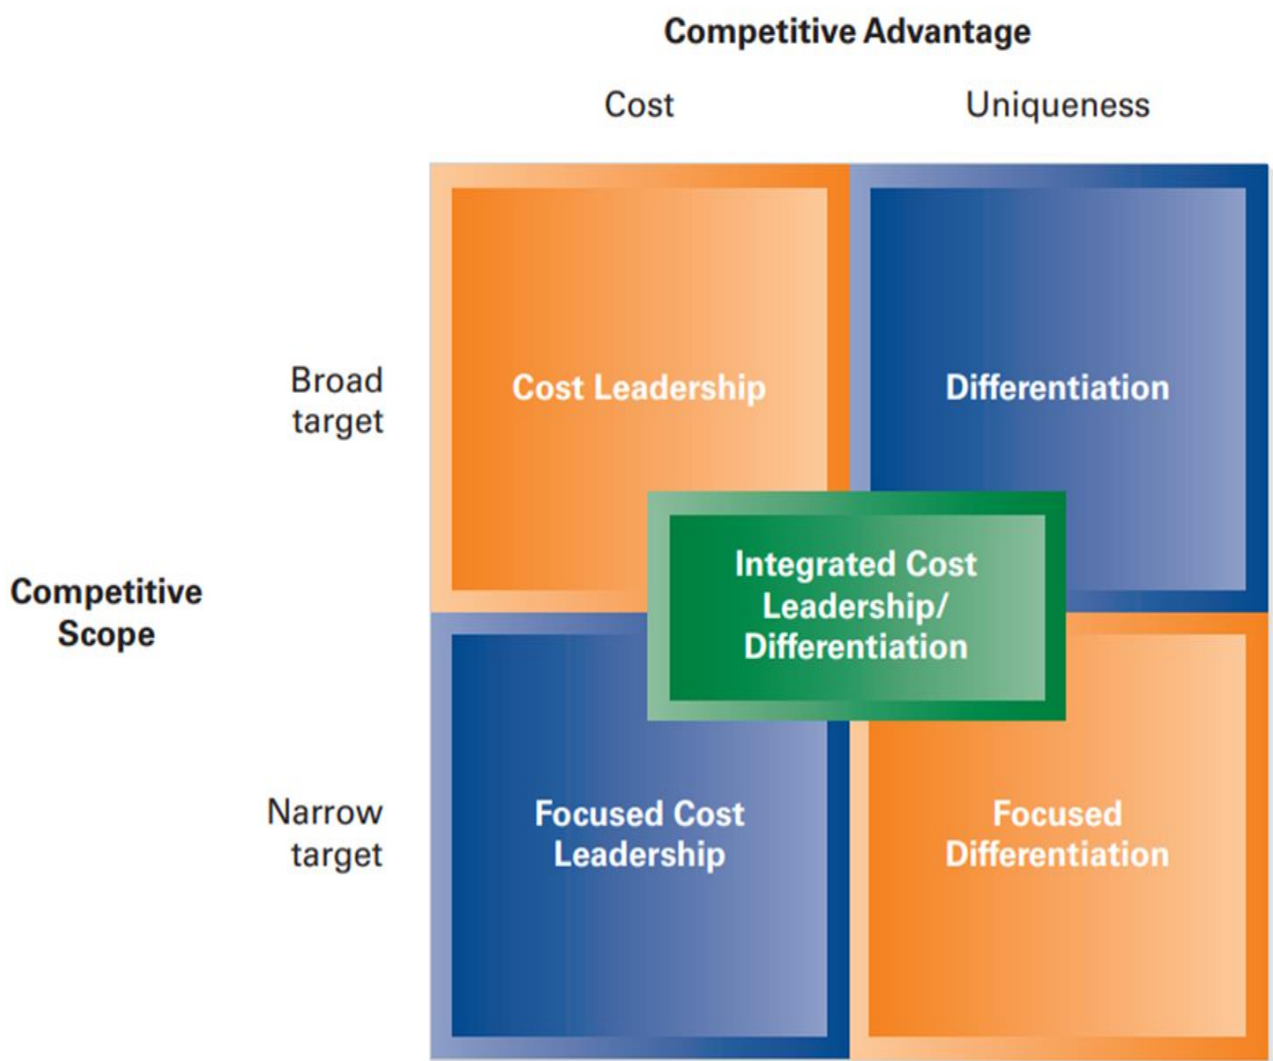 Competitive Advantage
Cost
Uniqueness
Broad
target
Cost Leadership
Differentiation
Competitive
Scope
Integrated Cost
Leadership/
Differentiation
Narrow
target
Focused Cost
Leadership
Focused
Differentiation